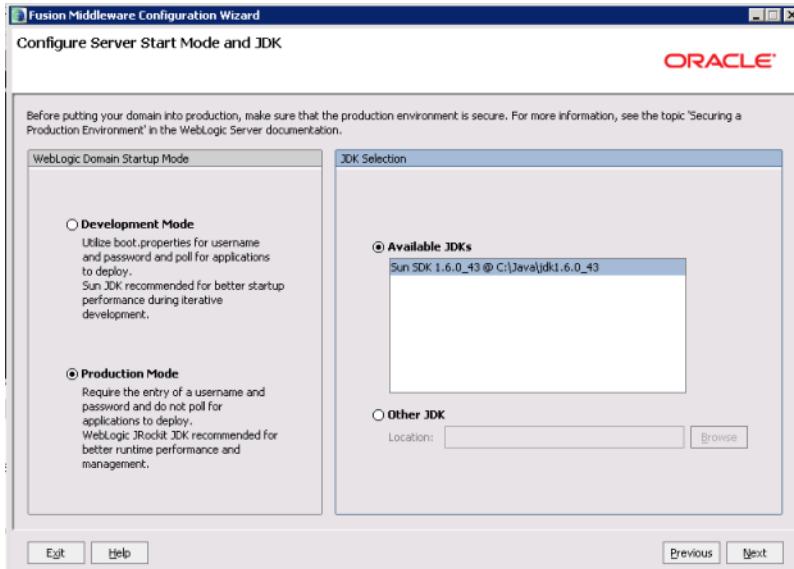 Fusion Middleware Configuration Wizard
Configure Server Start Mode and JDK
ORACLE
Before putting your domain into production, make sure that the production environment is secure. For more information, see the topic 'Securing a
Production Environment' in the WebLogic Server documentation.
WebLogic Domain Startup Mode
Development Mode
Utilize boot.properties for username
and password and poll for applications
to deploy.
Sun JDK recommended for better startup
performance during iterative
development.
Production Mode
Require the entry of a username and
password and do not poll for
applications to deploy.
WebLogic JRockit JDK recommended for
better runtime performance and
management.
JDK Selection
Available JDKs
Sun SDK 1.6.0_43 @ C:\Java\jdk1.6.0_43
Other JDK
Location:
Browse
Exit
Help
Previous
Next